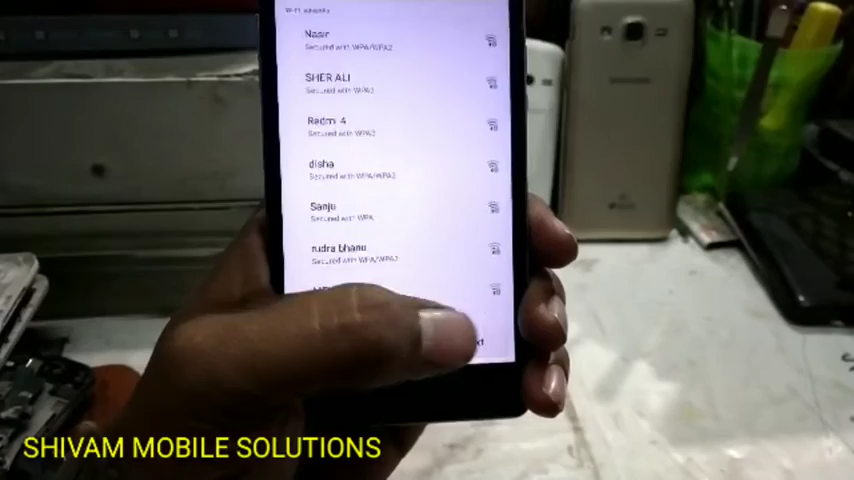 Nasir
Secured with WPA/WPA2
SHER ALI
Secured with WPA2
Redmi 4
Secured with WPA2
disha
Secured with WPA/WPA2
Sanju
Secured with WPA
rudra bhanu
Secured with WPA/WPA2
SHIVAM MOBILE SOLUTIONS